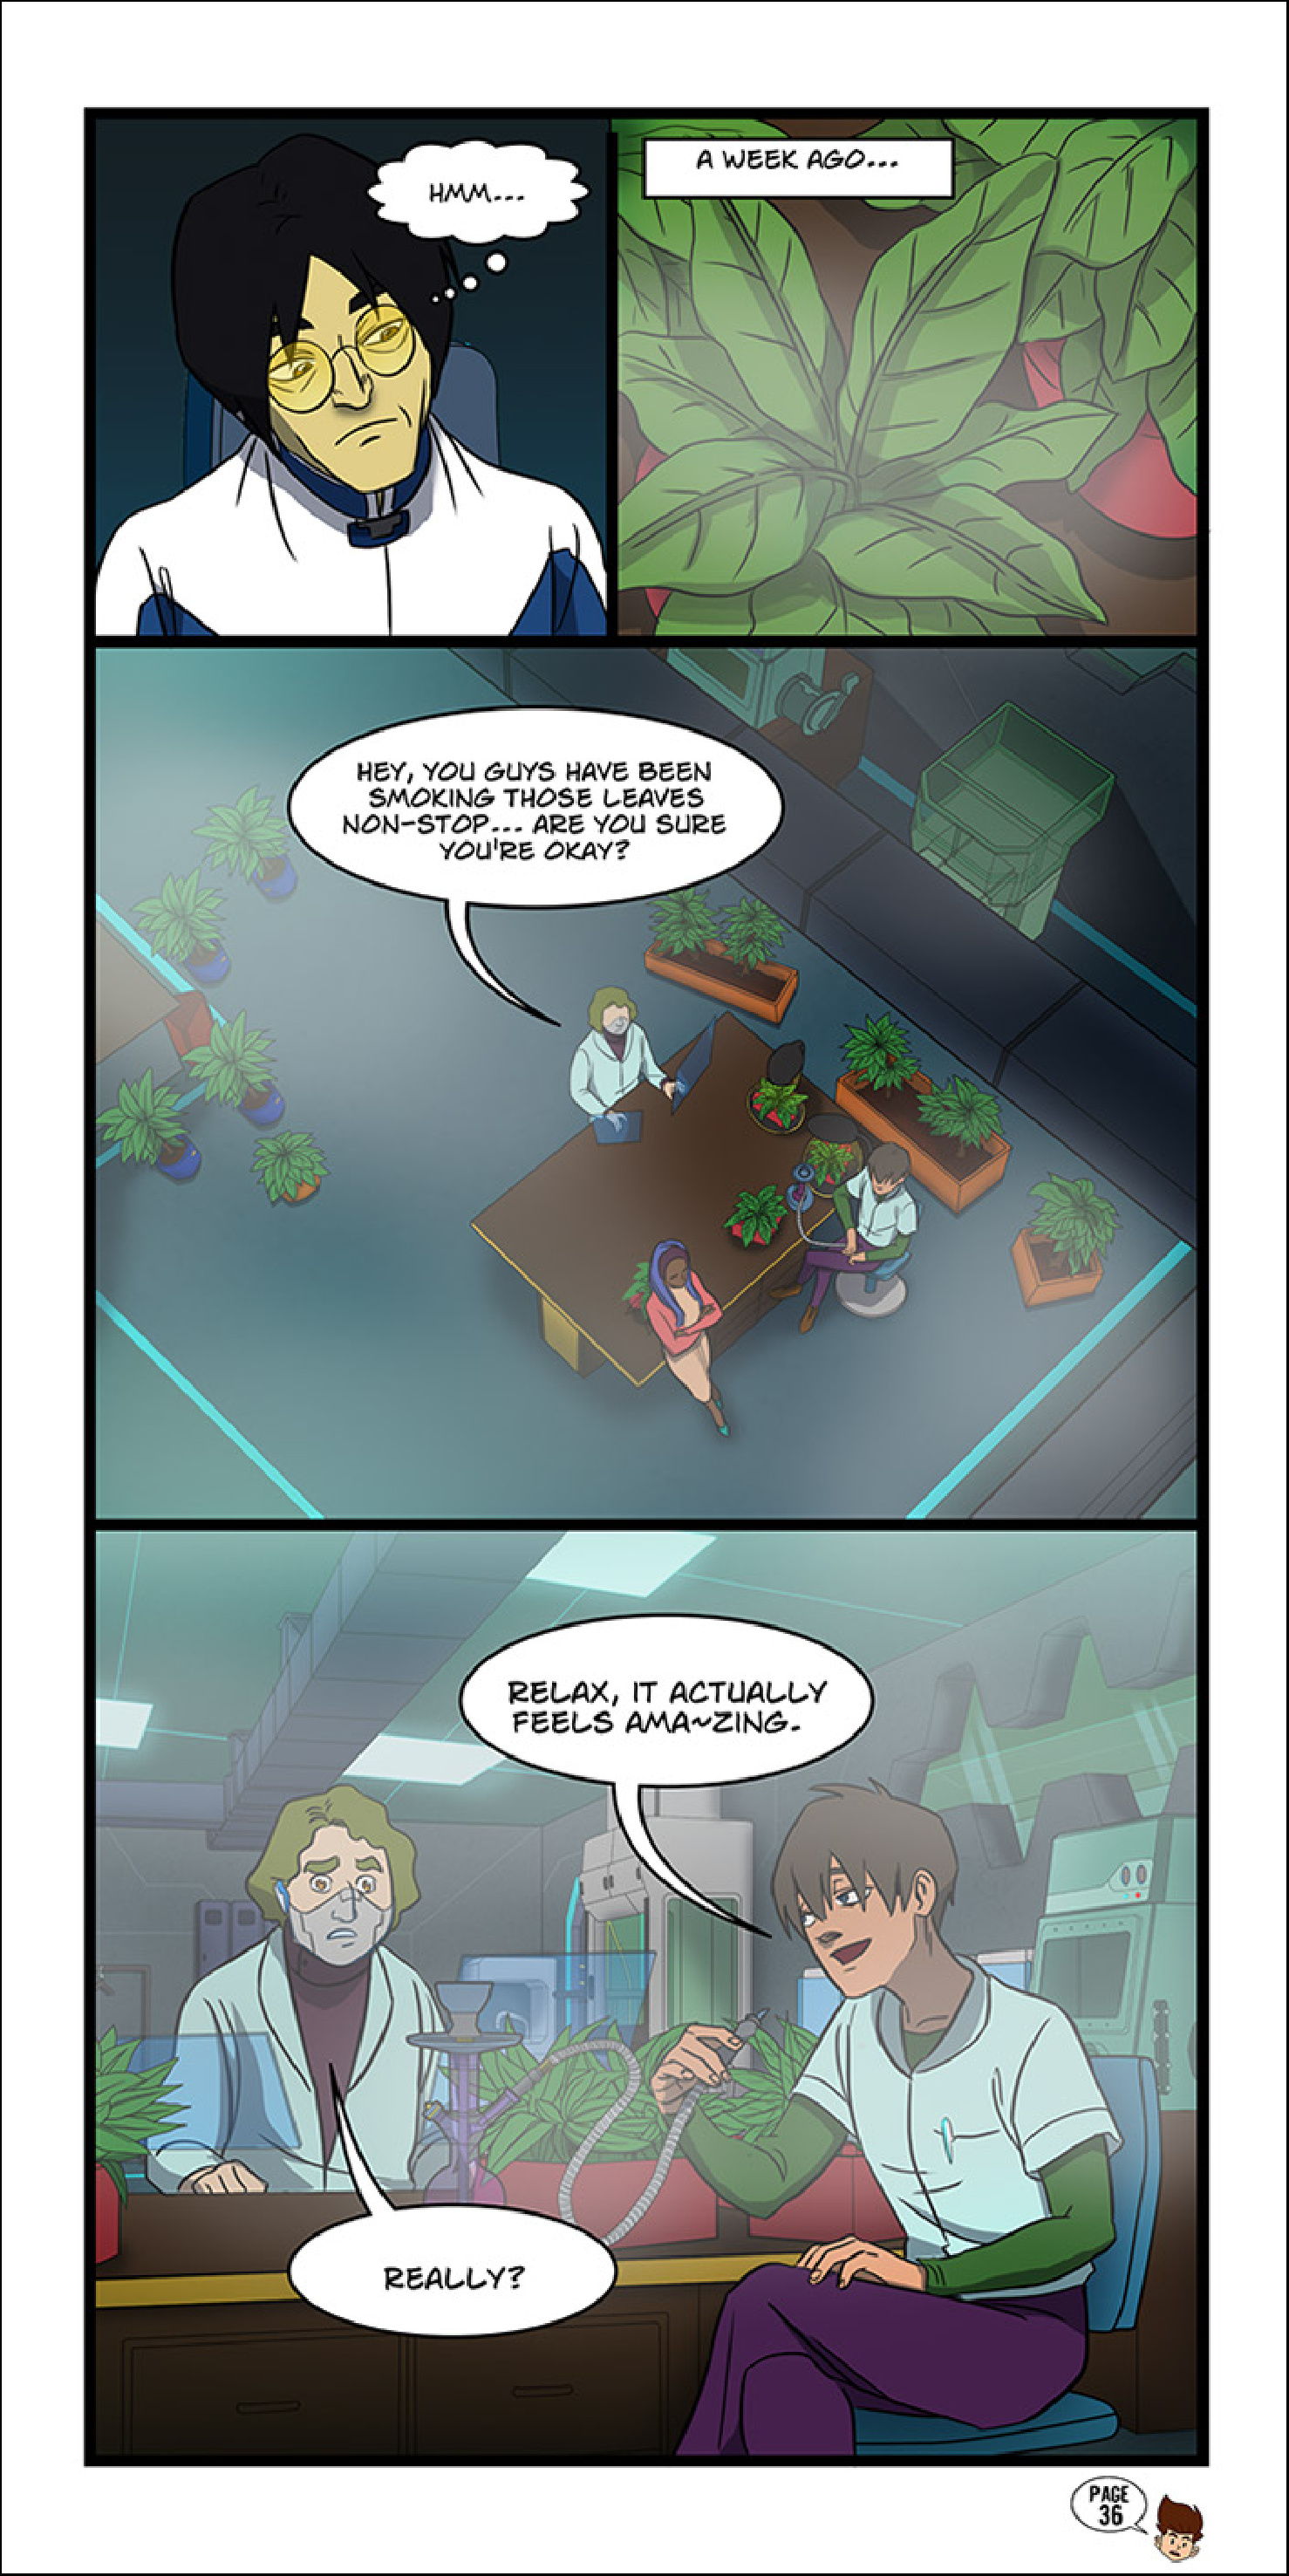 HMM...
A WEEK AGO...
HEY, YOU GUYS HAVE BEEN
SMOKING THOSE LEAVES
NON-STOP... ARE YOU SURE
YOU'RE OKAY?
RELAX, IT ACTUALLY
FEELS AMA~ZING.
REALLY?
PAGE
36